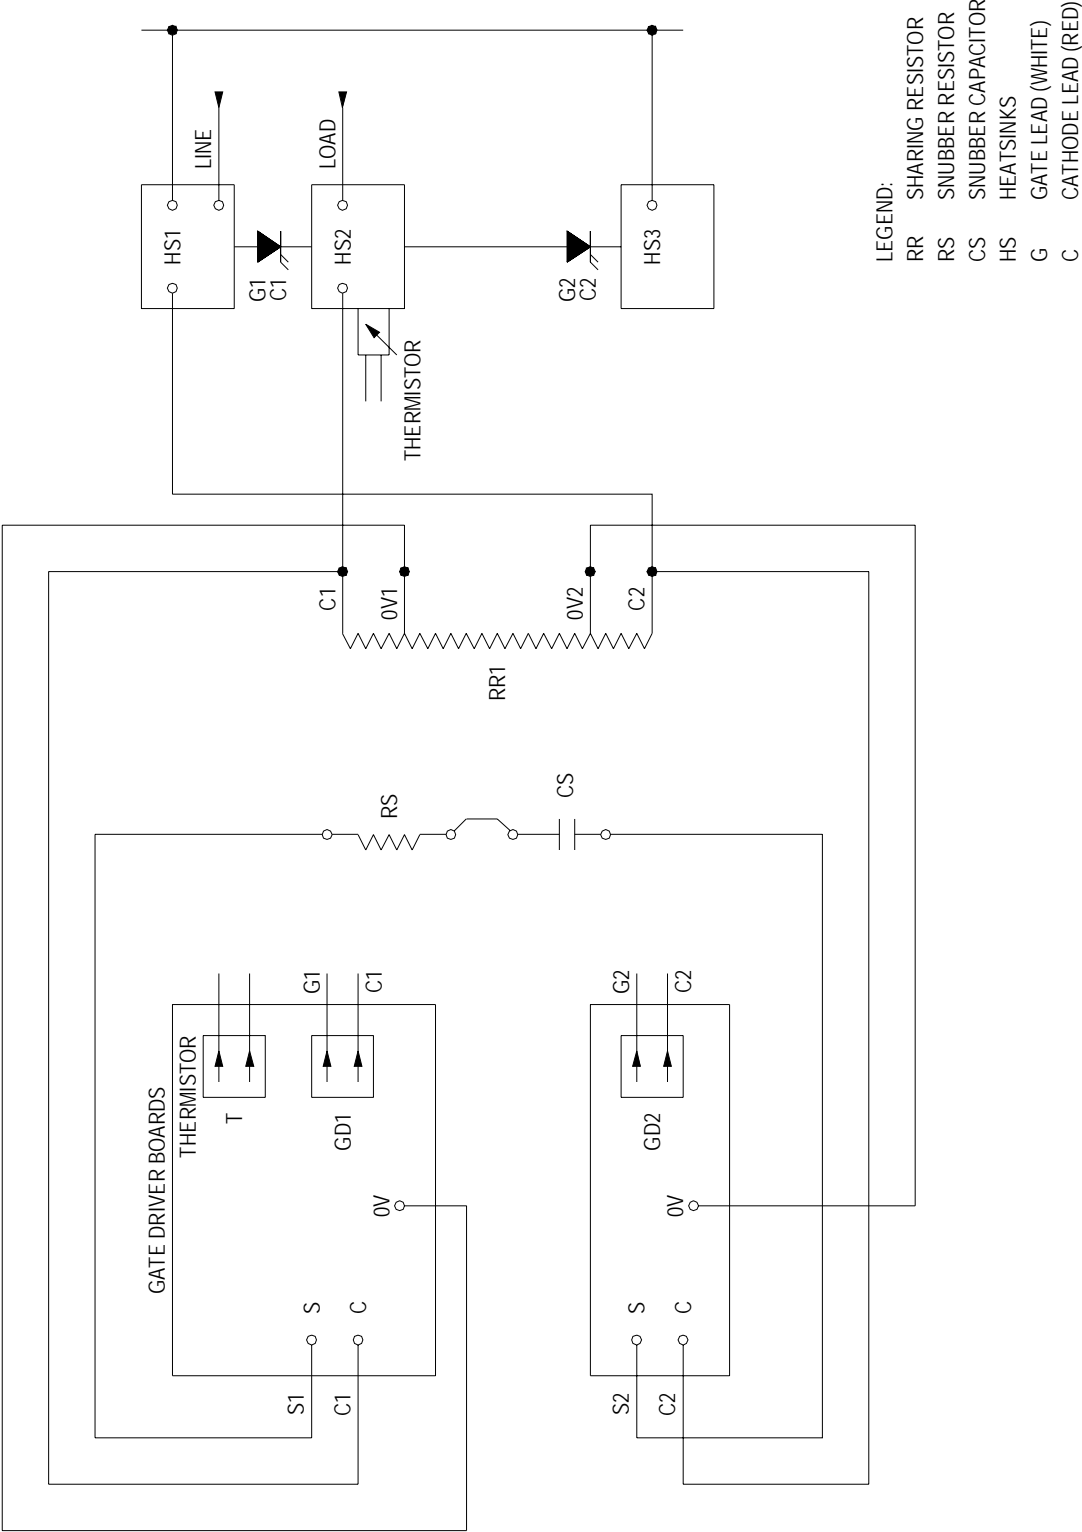 GATE DRIVER BOARDS
THERMISTOR
T
S1
S
G1
C1
C
GD1
C1
0V
S2
S
G2
C2
C
GD2
C2
0V
RS
CS
C1
0V1
RR1
0V2
C2
HS1
LINE
G1
C1
LOAD
HS2
THERMISTOR
G2
C2
HS3
LEGEND:
RR SHARING RESISTOR
RS SNUBBER RESISTOR
CS SNUBBER CAPACITOR
HS HEATSINKS
G GATE LEAD (WHITE)
C CATHODE LEAD (RED)